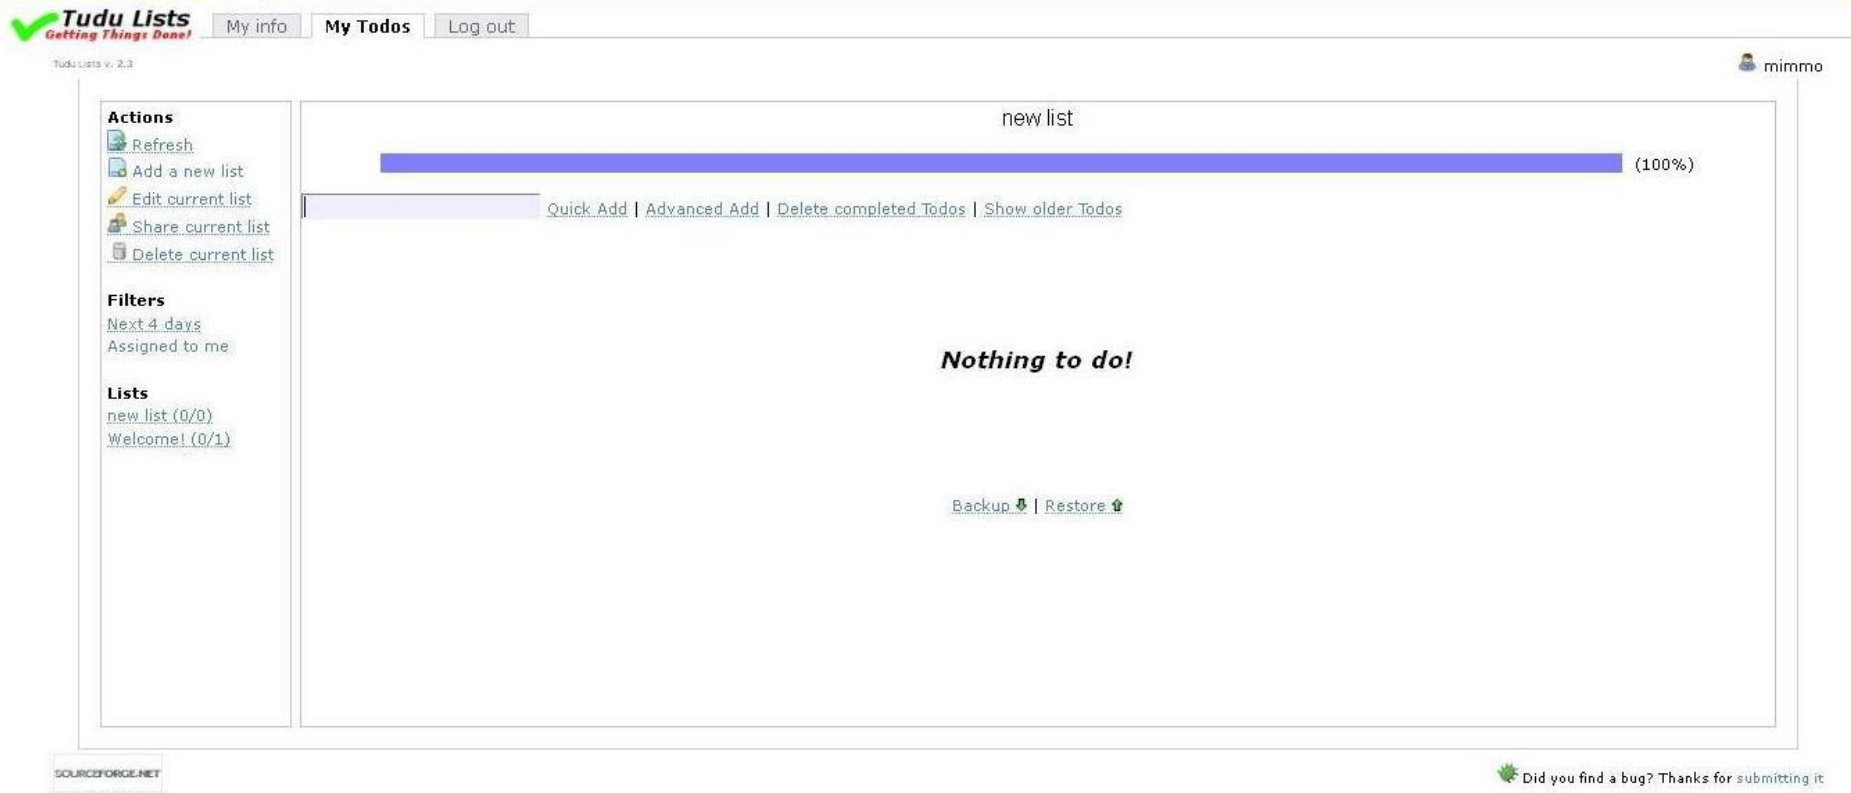 Tudu Lists
Getting Things Done!
My info
My Todos
Log out
Tudu Lists v. 2.3
mimmo
Actions
Refresh
Add a new list
Edit current list
Share current list
Delete current list
Filters
Next 4 days
Assigned to me
Lists
new list (0/0)
Welcome! (0/1)
new list
(100%)
Quick Add | Advanced Add | Delete completed Todos | Show older Todos
Nothing to do!
Backup | Restore
SOURCEFORGE.NET
Did you find a bug? Thanks for submitting it